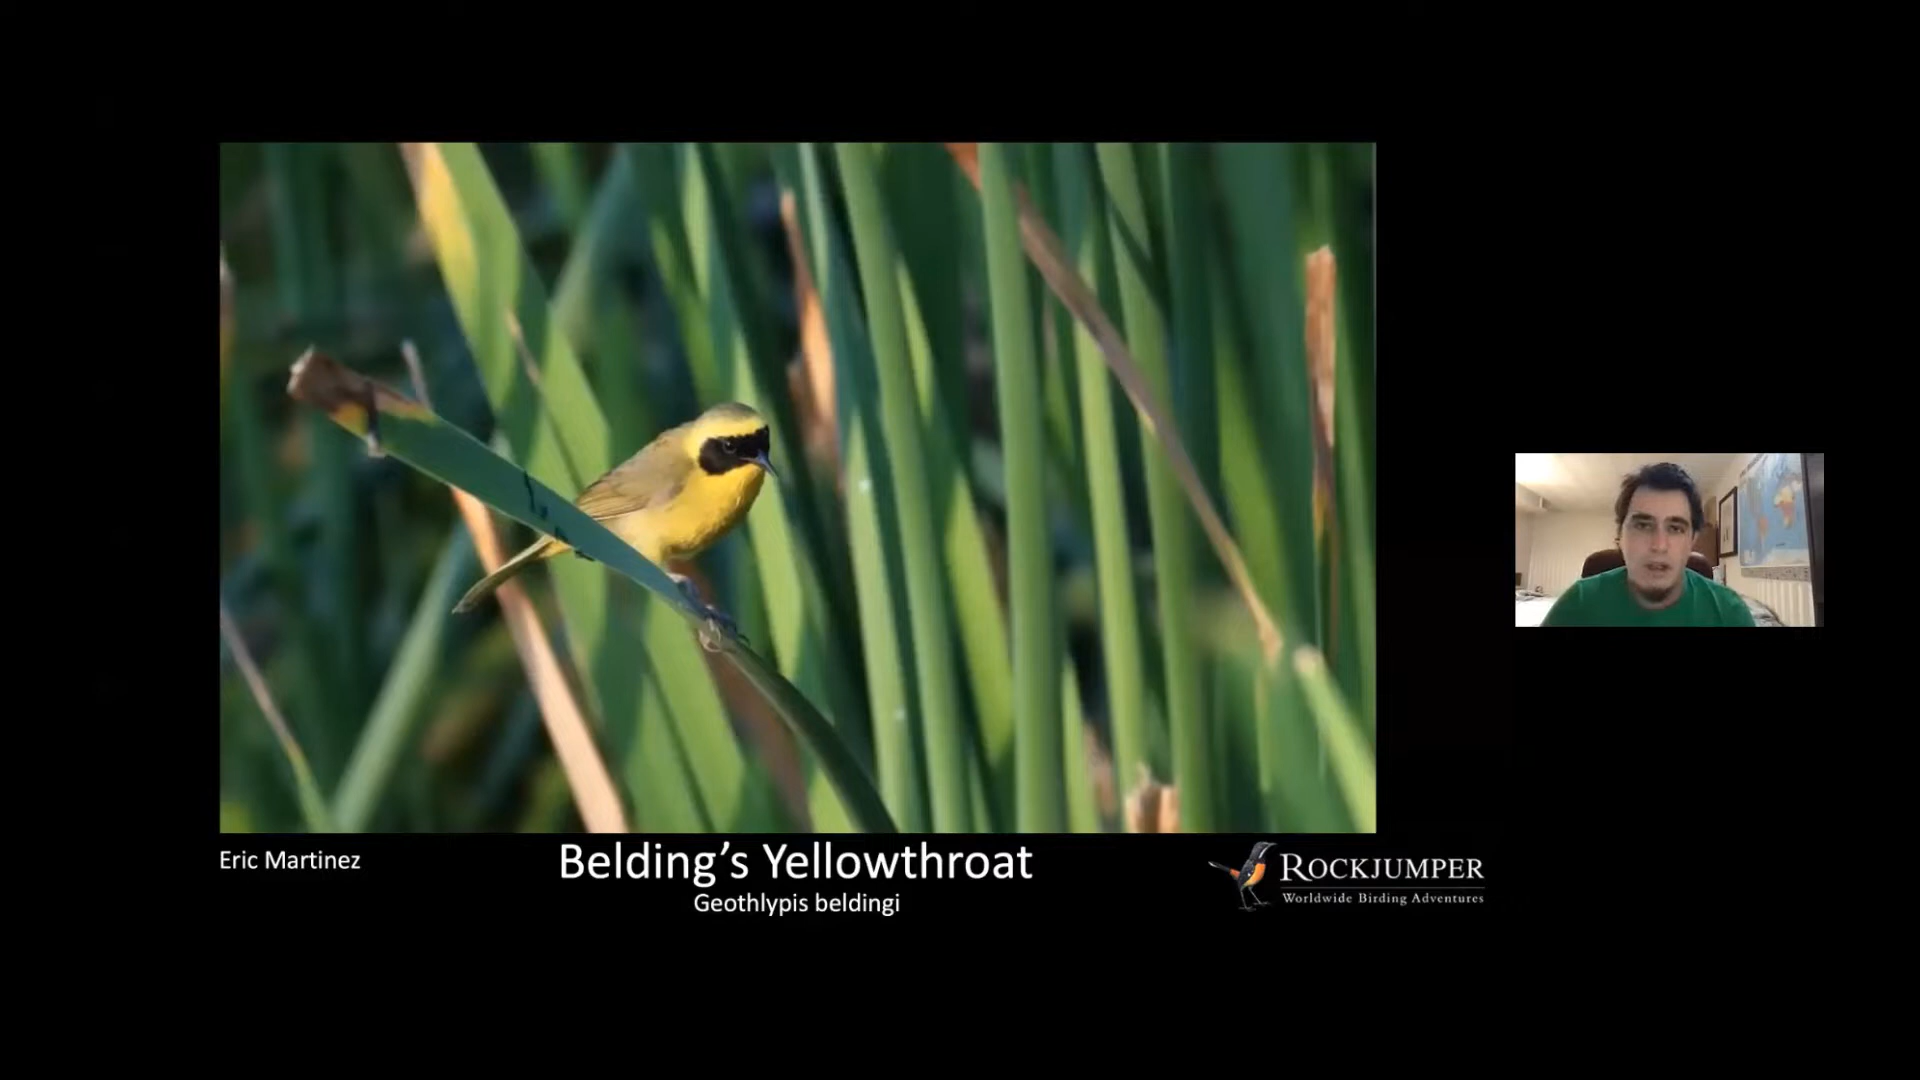 Eric Martinez
Belding's Yellowthroat
Geothlypis beldingi
ROCKJUMPER
Worldwide Birding Adventures